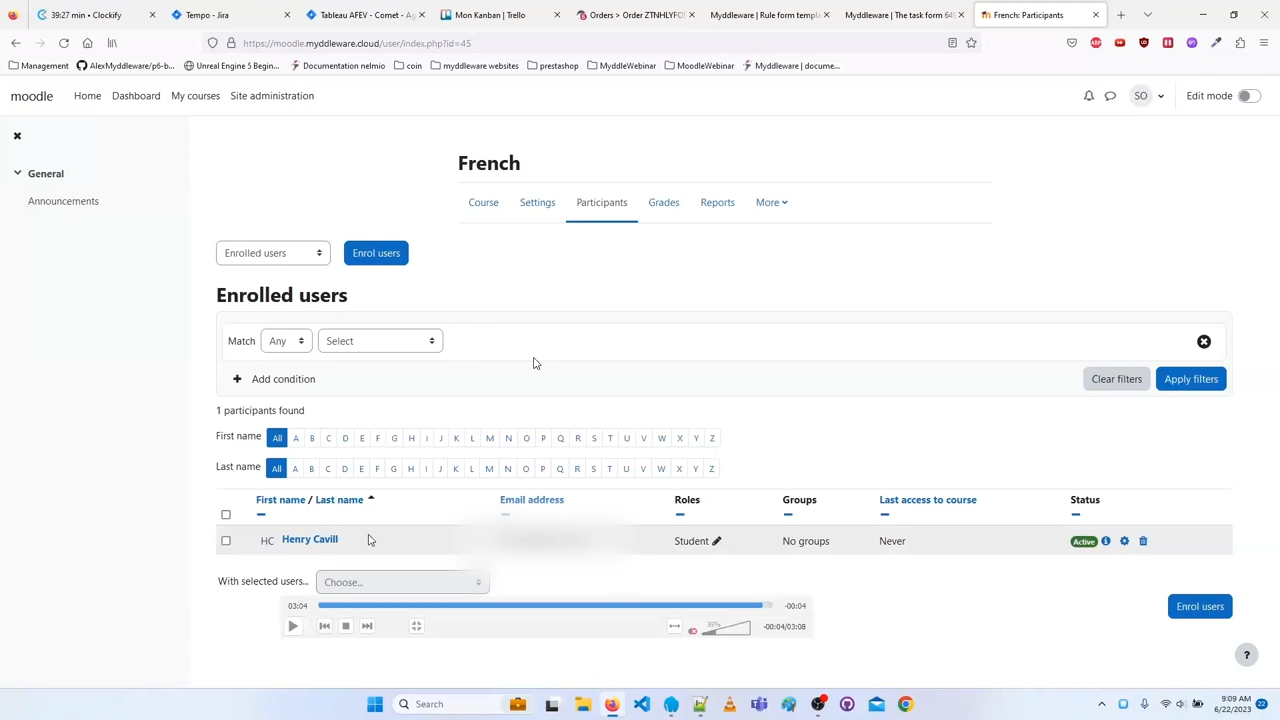 39:27 min • Clockify
Tempo - Jira
Tableau AFEV - Comet - Ag
Mon Kanban | Trello
Orders > Order ZTNHLYFOE
Myddleware | Rule form templa
Myddleware | The task form 648
French: Participants
https://moodle.myddleware.cloud/user/index.php?id=45
Management
AlexMyddleware/p6-b...
Unreal Engine 5 Begin...
Documentation nelmio
coin
myddleware websites
prestashop
MyddleWebinar
MoodleWebinar
Myddleware | docume...
moodle
Home
Dashboard
My courses
Site administration
SO
Edit mode
General
Announcements
French
Course
Settings
Participants
Grades
Reports
More
Enrolled users
Enrol users
Enrolled users
Match
Any
Select
Add condition
Clear filters
Apply filters
1 participants found
First name
All A B C D E F G H I J K L M N O P Q R S T U V W X Y Z
Last name
All A B C D E F G H I J K L M N O P Q R S T U V W X Y Z
First name / Last name
Email address
Roles
Groups
Last access to course
Status
HC
Henry Cavill
Student
No groups
Never
Active
With selected users...
Choose...
03:04
-00:04
35%
-00:04/03:08
Enrol users
?
Search
9:09 AM
6/22/2023
22